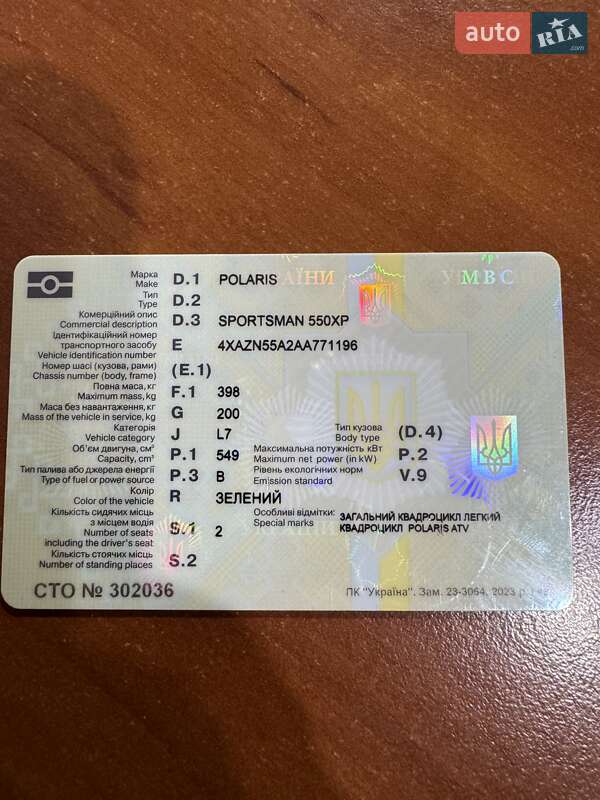 auto RIA .com
УКРАЇНИ
МВС
Марка D.1 POLARIS
Make
Тип D.2
Type
Комерційний опис D.3 SPORTSMAN 550XP
Commercial description
Ідентифікаційний номер
транспортного засобу E 4XAZN55A2AA771196
Vehicle identification number
Номер шасі (кузова, рами) (E.1)
Chassis number (body, frame)
Повна маса, кг F.1 398
Maximum mass, kg
Маса без навантаження, кг G 200
Mass of the vehicle in service, kg
Категорія J L7 Тип кузова (D.4)
Vehicle category Body type
Об'єм двигуна, см³ P.1 549 Максимальна потужність кВт P.2
Capacity, cm³ Maximum net power (in kW)
Тип палива або джерела енергії P.3 B Рівень екологічних норм V.9
Type of fuel or power source Emission standard
Колір R ЗЕЛЕНИЙ
Color of the vehicle
Кількість сидячих місць Особливі відмітки: ЗАГАЛЬНИЙ КВАДРОЦИКЛ ЛЕГКИЙ
з місцем водія S.1 2 Special marks КВАДРОЦИКЛ POLARIS ATV
Number of seats
including the driver's seat
Кількість стоячих місць S.2
Number of standing places
СТО № 302036 ПК "Україна". Зам. 23-3064. 2023 р.